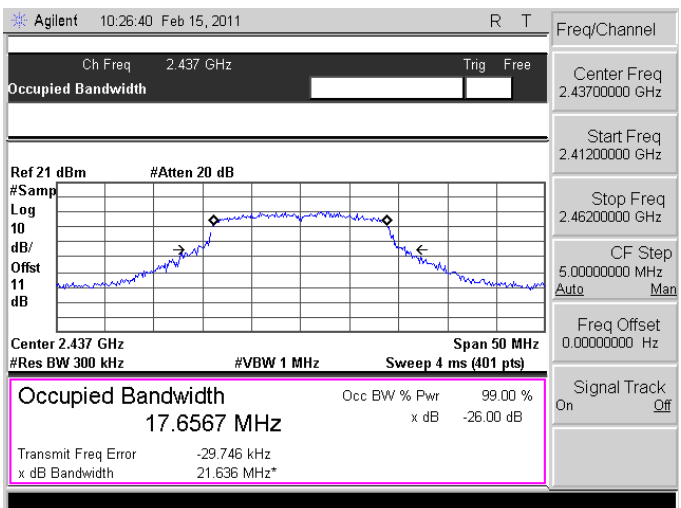 Agilent 10:26:40 Feb 15, 2011 R T
Freq/Channel
Ch Freq 2.437 GHz Trig Free
Occupied Bandwidth
Center Freq
2.43700000 GHz
Start Freq
2.41200000 GHz
Stop Freq
2.46200000 GHz
CF Step
5.00000000 MHz
Auto Man
Freq Offset
0.00000000 Hz
Signal Track
On Off
Ref 21 dBm #Atten 20 dB
#Samp
Log
10
dB/
Offst
11
dB
Center 2.437 GHz Span 50 MHz
#Res BW 300 kHz #VBW 1 MHz Sweep 4 ms (401 pts)
Occupied Bandwidth Occ BW % Pwr 99.00 %
17.6567 MHz x dB -26.00 dB
Transmit Freq Error -29.746 kHz
x dB Bandwidth 21.636 MHz*